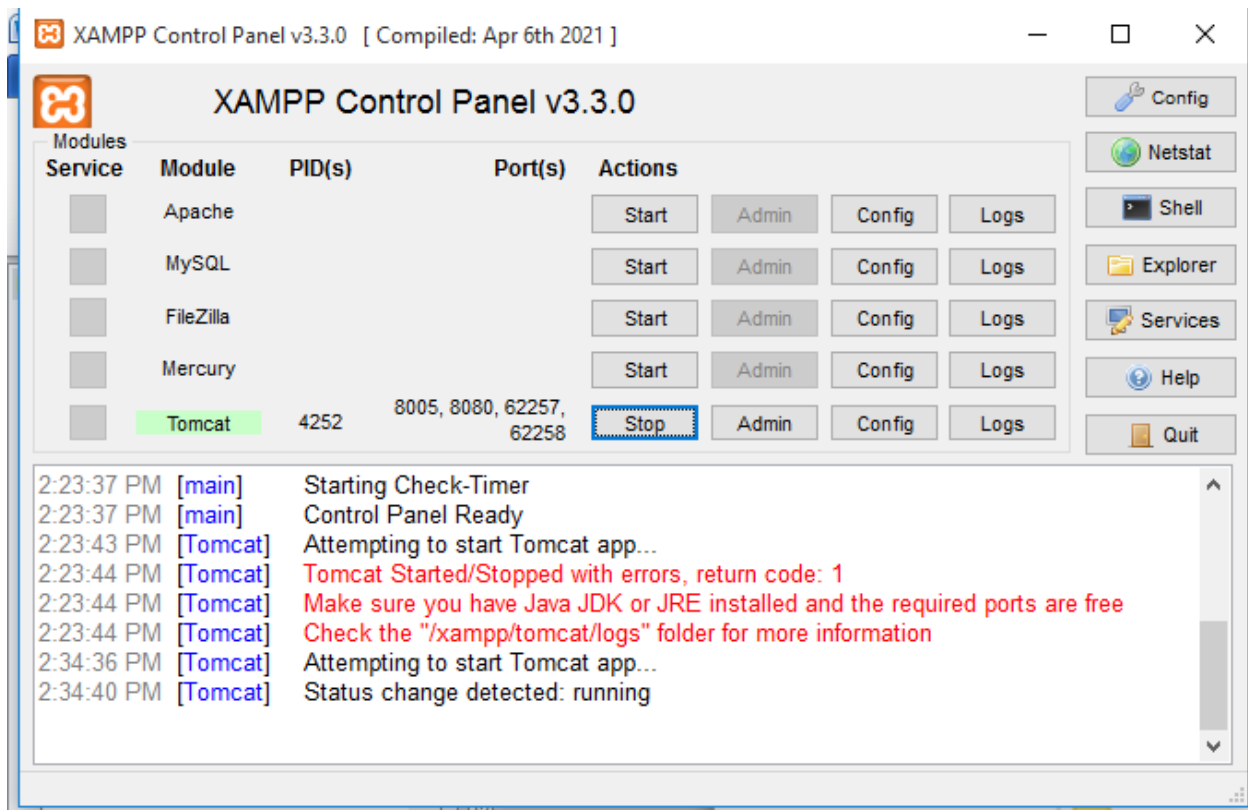 XAMPP Control Panel v3.3.0 [ Compiled: Apr 6th 2021 ]
XAMPP Control Panel v3.3.0
Config
Modules
Netstat
Service Module PID(s) Port(s) Actions
Apache Start Admin Config Logs
Shell
MySQL Start Admin Config Logs
Explorer
FileZilla Start Admin Config Logs
Services
Mercury Start Admin Config Logs
Help
Tomcat 4252 8005, 8080, 62257,
62258 Stop Admin Config Logs
Quit
2:23:37 PM [main] Starting Check-Timer
2:23:37 PM [main] Control Panel Ready
2:23:43 PM [Tomcat] Attempting to start Tomcat app...
2:23:44 PM [Tomcat] Tomcat Started/Stopped with errors, return code: 1
2:23:44 PM [Tomcat] Make sure you have Java JDK or JRE installed and the required ports are free
2:23:44 PM [Tomcat] Check the "/xampp/tomcat/logs" folder for more information
2:34:36 PM [Tomcat] Attempting to start Tomcat app...
2:34:40 PM [Tomcat] Status change detected: running